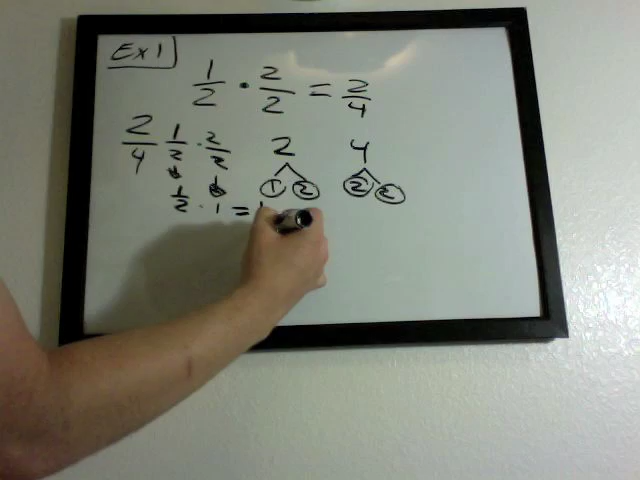 Ex 1
1/2 · 2/2 = 2/4
2/4 1/2 · 2/2 2 4
1 2 2 2
1/2 · 1 =